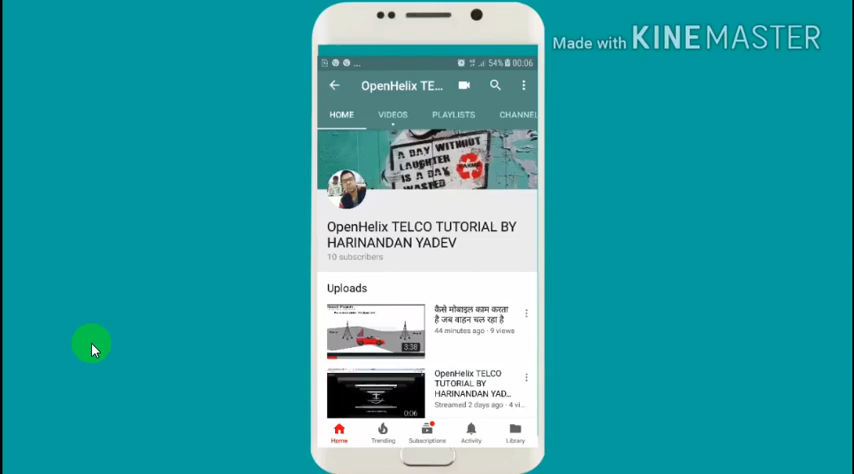 Made with KINEMASTER
54% 00:06
OpenHelix TE...
HOME VIDEOS PLAYLISTS CHANNEL
A DAY WITHOUT
LAUGHTER
IS A DAY
WASTED
OpenHelix TELCO TUTORIAL BY
HARINANDAN YADEV
10 subscribers
Uploads
कैसे मोबाइल काम करता
है जब वाहन चल रहा है
44 minutes ago · 9 views
3:38
OpenHelix TELCO
TUTORIAL BY
HARINANDAN YAD...
Streamed 2 days ago · 4 vi...
0:06
Home Trending Subscriptions Activity Library